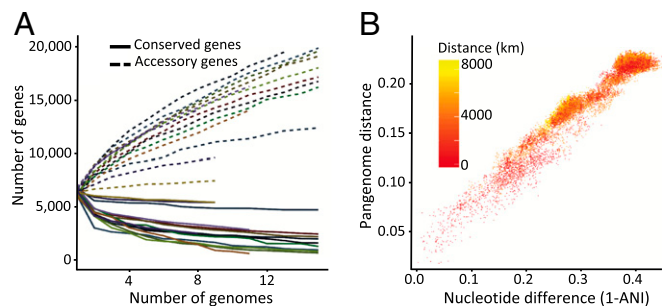 A
Conserved genes
Accessory genes
20,000
15,000
10,000
5,000
0
Number of genes
4
8
12
Number of genomes
B
Distance (km)
8000
4000
0
0.20
0.15
0.10
0.05
Pangenome distance
0.0
0.1
0.2
0.3
0.4
Nucleotide difference (1-ANI)